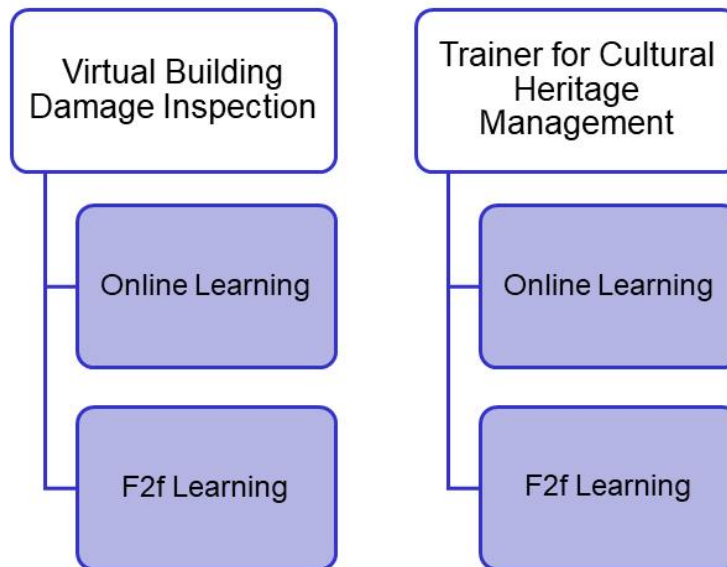 Virtual Building
Damage Inspection
Online Learning
F2f Learning
Trainer for Cultural
Heritage
Management
Online Learning
F2f Learning